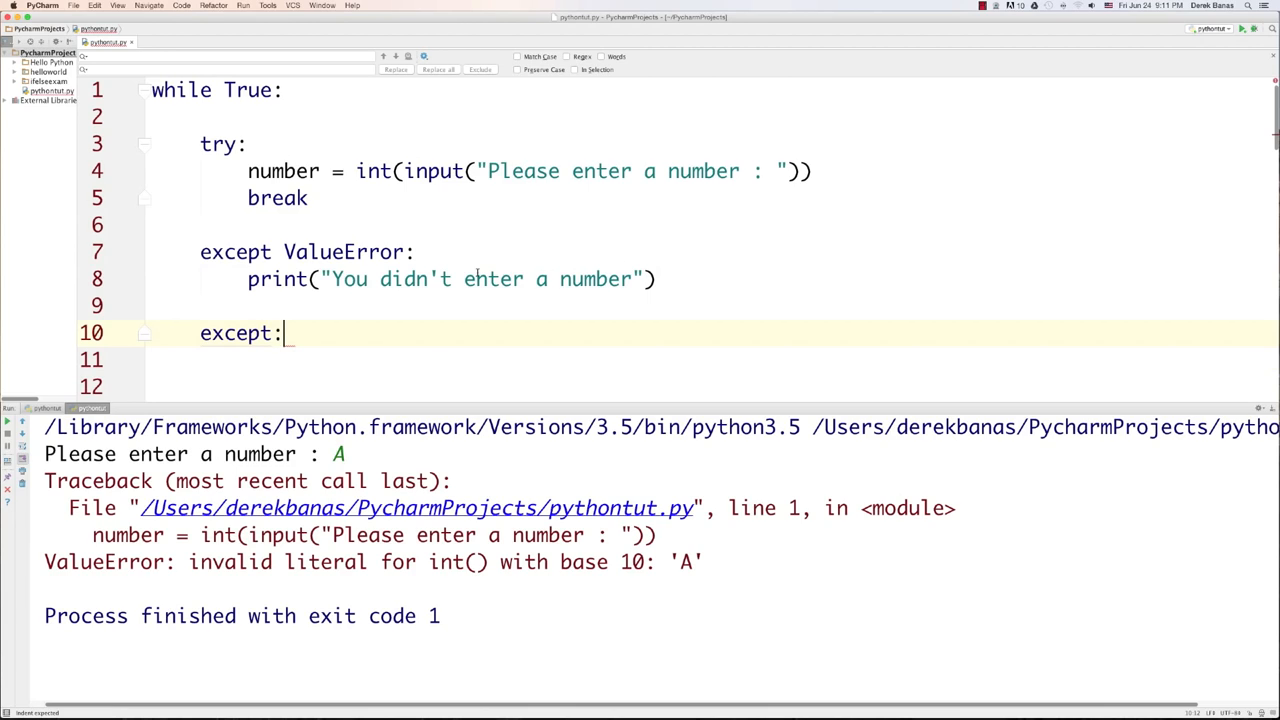 PyCharm File Edit View Navigate Code Refactor Run Tools VCS Window Help Fri Jun 24 9:11 PM Derek Banas
pythontut.py - PycharmProjects - [~/PycharmProjects]
PycharmProjects pythontut.py pythontut
pythontut.py ×
PycharmProject
Hello Python
helloworld
ifelseexam
pythontut.py
External Librarie
Match Case Regex Words
Replace Replace all Exclude Preserve Case In Selection
1 while True:
2
3 try:
4 number = int(input("Please enter a number : "))
5 break
6
7 except ValueError:
8 print("You didn't enter a number")
9
10 except:
11
12
Run: pythontut pythontut
/Library/Frameworks/Python.framework/Versions/3.5/bin/python3.5 /Users/derekbanas/PycharmProjects/pytho
Please enter a number : A
Traceback (most recent call last):
File "/Users/derekbanas/PycharmProjects/pythontut.py", line 1, in <module>
number = int(input("Please enter a number : "))
ValueError: invalid literal for int() with base 10: 'A'
Process finished with exit code 1
Indent expected 10:12 LF≑ UTF-8≑